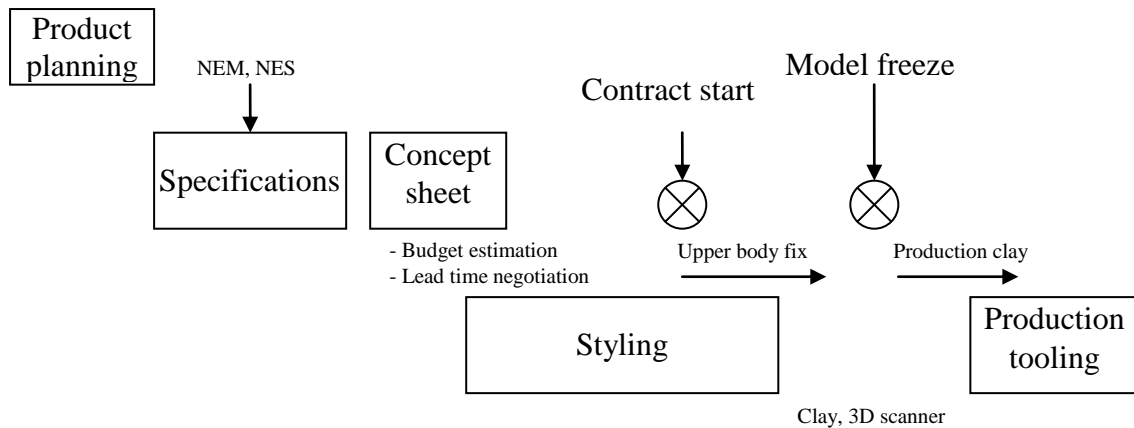 Product
planning
NEM, NES
Contract start
Model freeze
Specifications
Concept
sheet
- Budget estimation
- Lead time negotiation
Upper body fix
Production clay
Styling
Production
tooling
Clay, 3D scanner